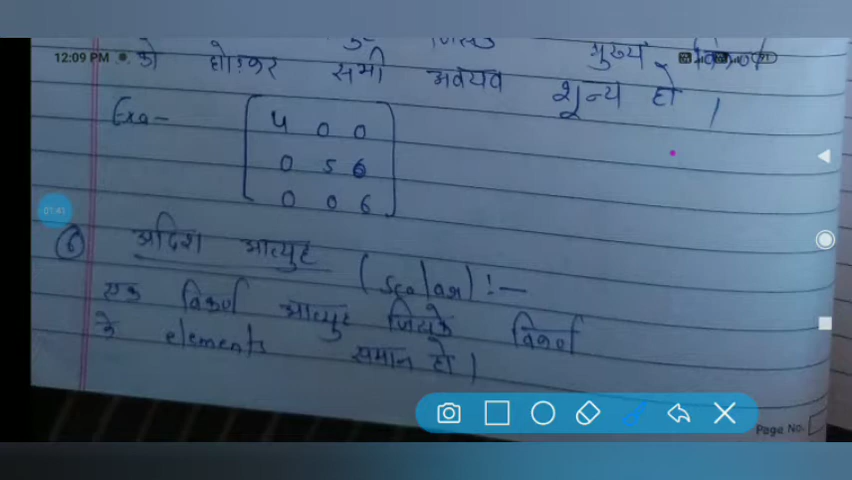 मुख्य
12:09 PM
को छोड़कर सभी अवयव शून्य हो |
Exa-
4 0 0
0 5 6
0 0 6
01:41
⑥ अदिश आव्युह (Scalar) :-
एक विकर्ण आव्युह जिसके विकर्ण
के elements समान हो |
Page No.